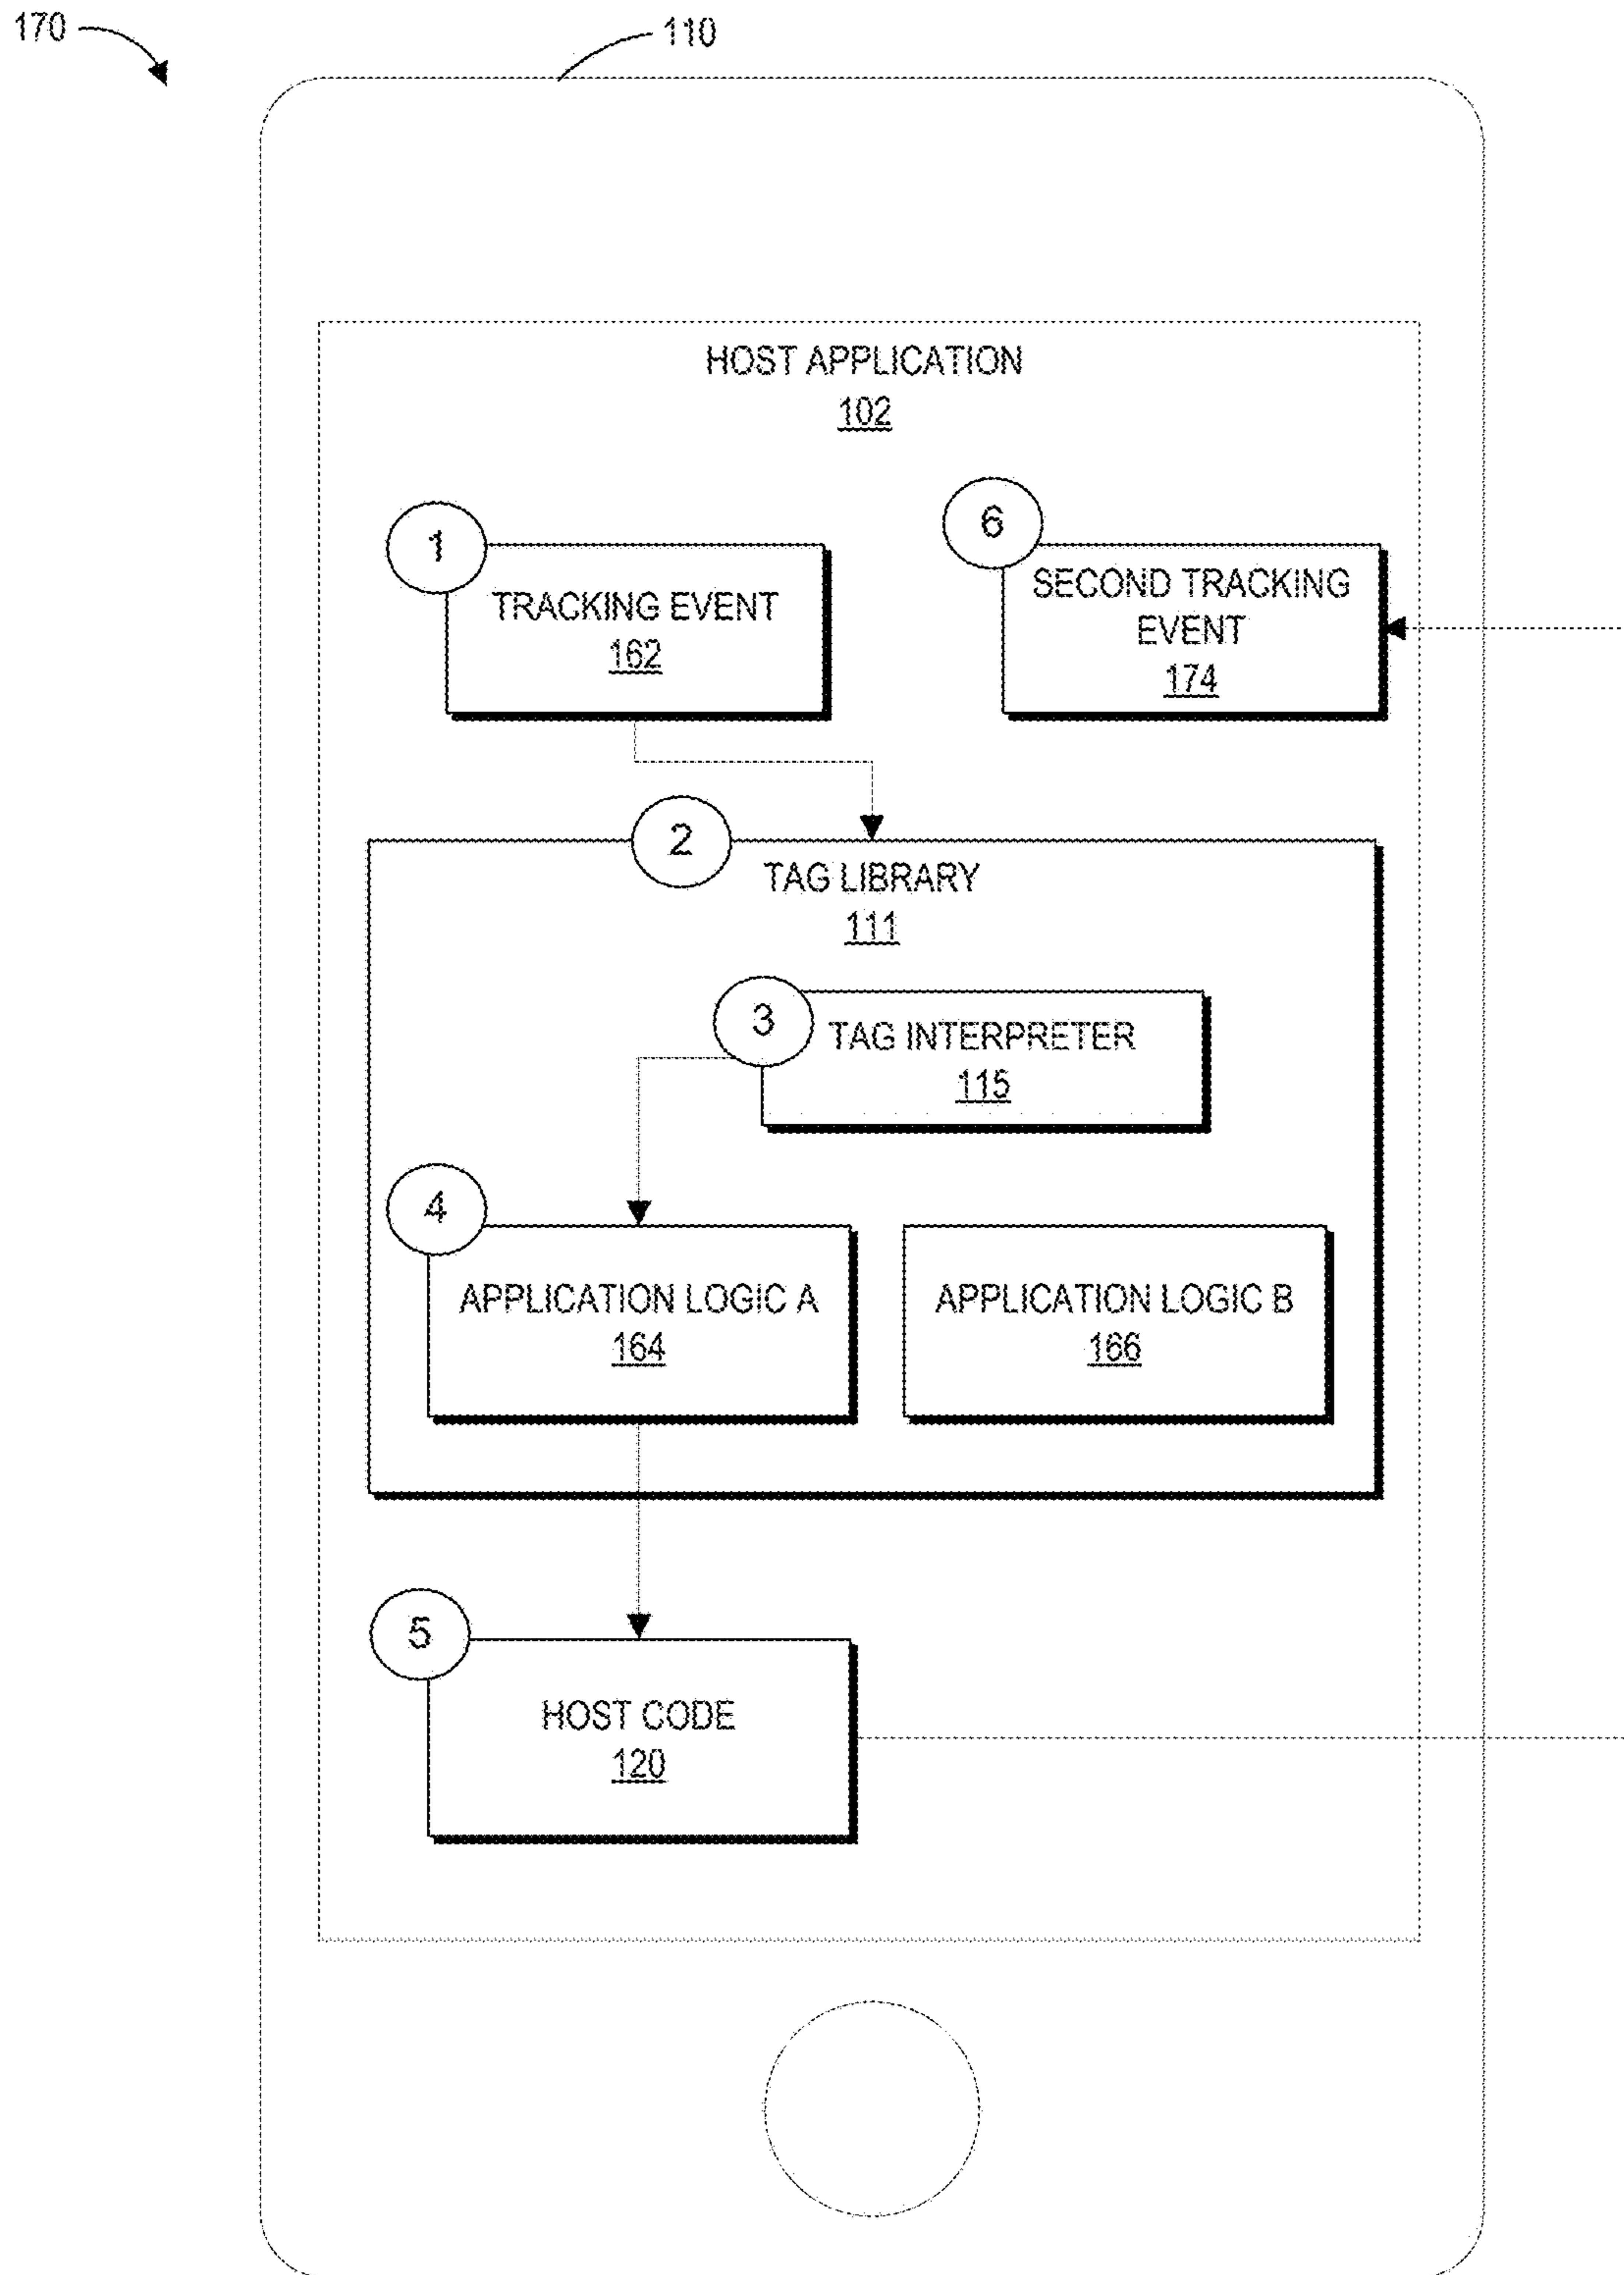 170
110
HOST APPLICATION
102
1
6
TRACKING EVENT
162
SECOND TRACKING
EVENT
174
2
TAG LIBRARY
111
3
TAG INTERPRETER
115
4
APPLICATION LOGIC A
164
APPLICATION LOGIC B
166
5
HOST CODE
120